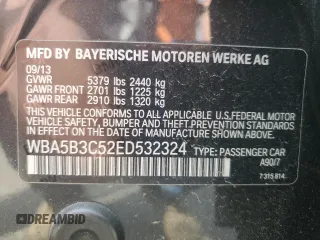 MFD BY BAYERISCHE MOTOREN WERKE AG
09/13
GVWR 5379 lbs 2440 kg
GAWR FRONT 2701 lbs 1225 kg
GAWR REAR 2910 lbs 1320 kg
THIS VEHICLE CONFORMS TO ALL APPLICABLE
U.S. FEDERAL MOTOR VEHICLE SAFETY, BUMPER,
AND THEFT PREVENTION STANDARDS IN EFFECT
ON THE DATE OF MANUFACTURE SHOWN ABOVE.
WBA5B3C52ED532324 TYPE: PASSENGER CAR
A90/7
7 315 814
DREAMBID